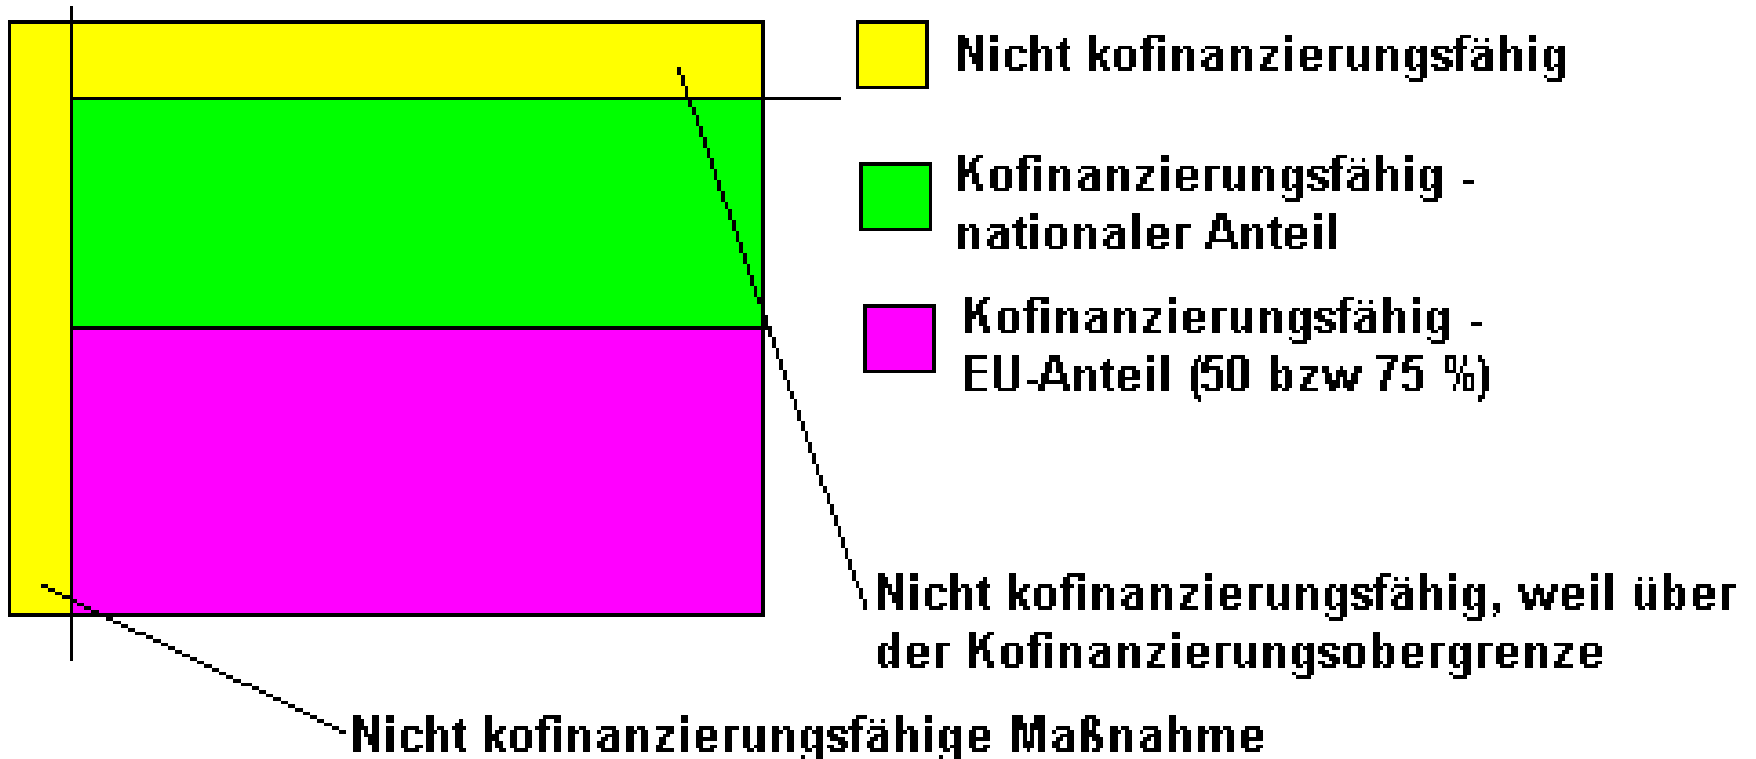 Nicht kofinanzierungsfähig
Kofinanzierungsfähig -
nationaler Anteil
Kofinanzierungsfähig -
EU-Anteil (50 bzw 75 %)
Nicht kofinanzierungsfähig, weil über
der Kofinanzierungsobergrenze
Nicht kofinanzierungsfähige Maßnahme